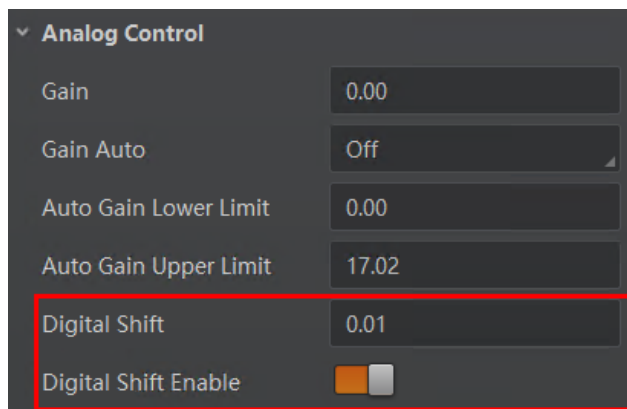 Analog Control
Gain 0.00
Gain Auto Off
Auto Gain Lower Limit 0.00
Auto Gain Upper Limit 17.02
Digital Shift 0.01
Digital Shift Enable